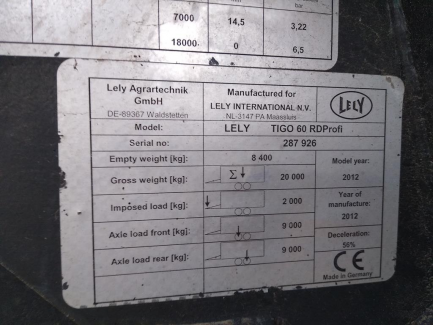 bar
7000 14,5 3,22
18000 0 6,5
Lely Agrartechnik GmbH
DE-89367 Waldstetten
Manufactured for
LELY INTERNATIONAL N.V.
NL-3147 PA Maassluis
LELY
Model: LELY TIGO 60 RDProfi
Serial no: 287 926
Empty weight [kg]: 8 400
Gross weight [kg]: Σ 20 000
Imposed load [kg]: 2 000
Axle load front [kg]: 9 000
Axle load rear [kg]: 9 000
Model year:
2012
Year of
manufacture:
2012
Deceleration:
56%
CE
Made in Germany